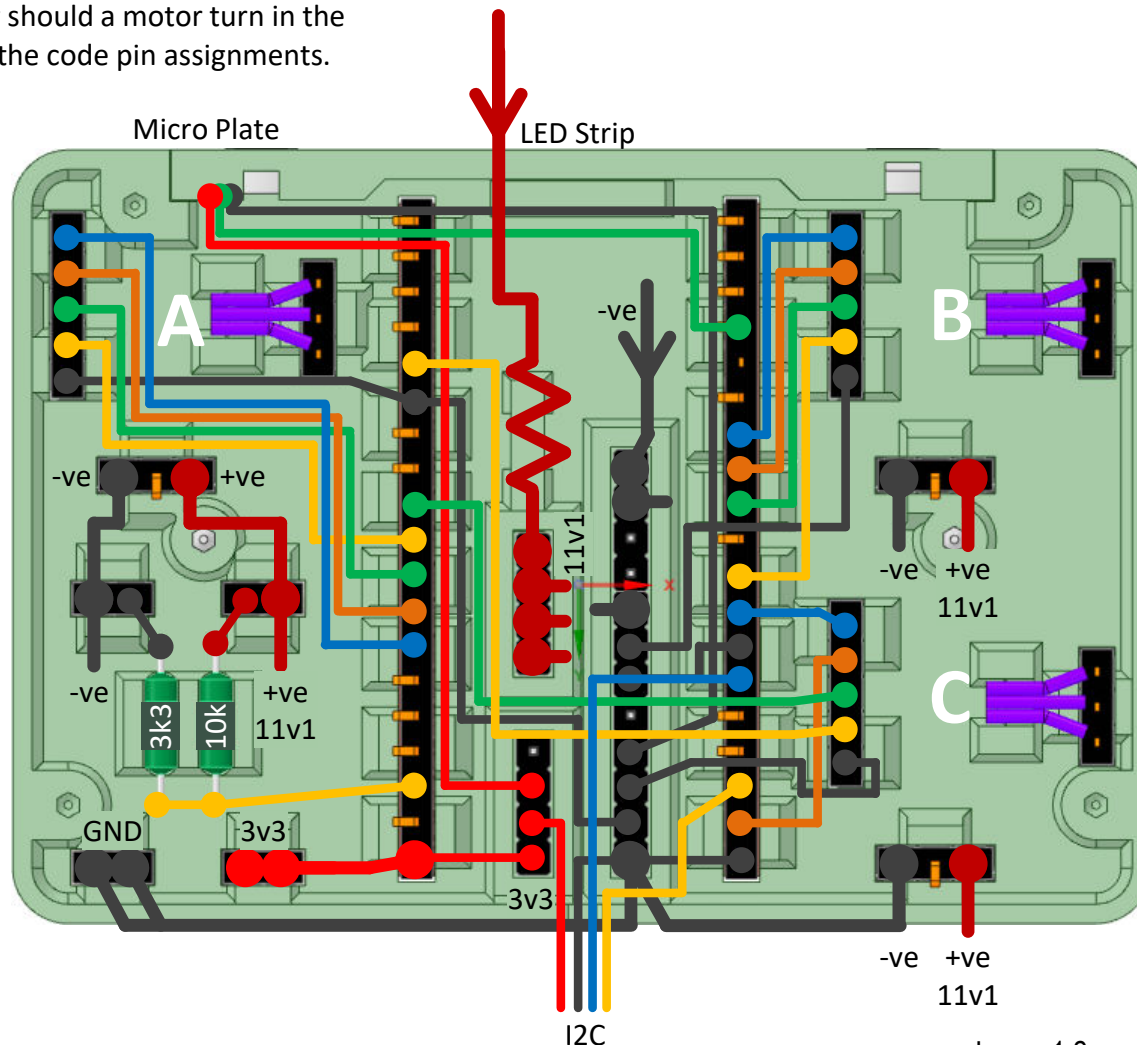 should a motor turn in the
the code pin assignments.
Micro Plate
LED Strip
A
-ve
B
-ve
+ve
11v1
x
-ve
+ve
11v1
-ve
+ve
11v1
3k3
10k
C
GND
3v3
3v3
-ve
+ve
11v1
I2C